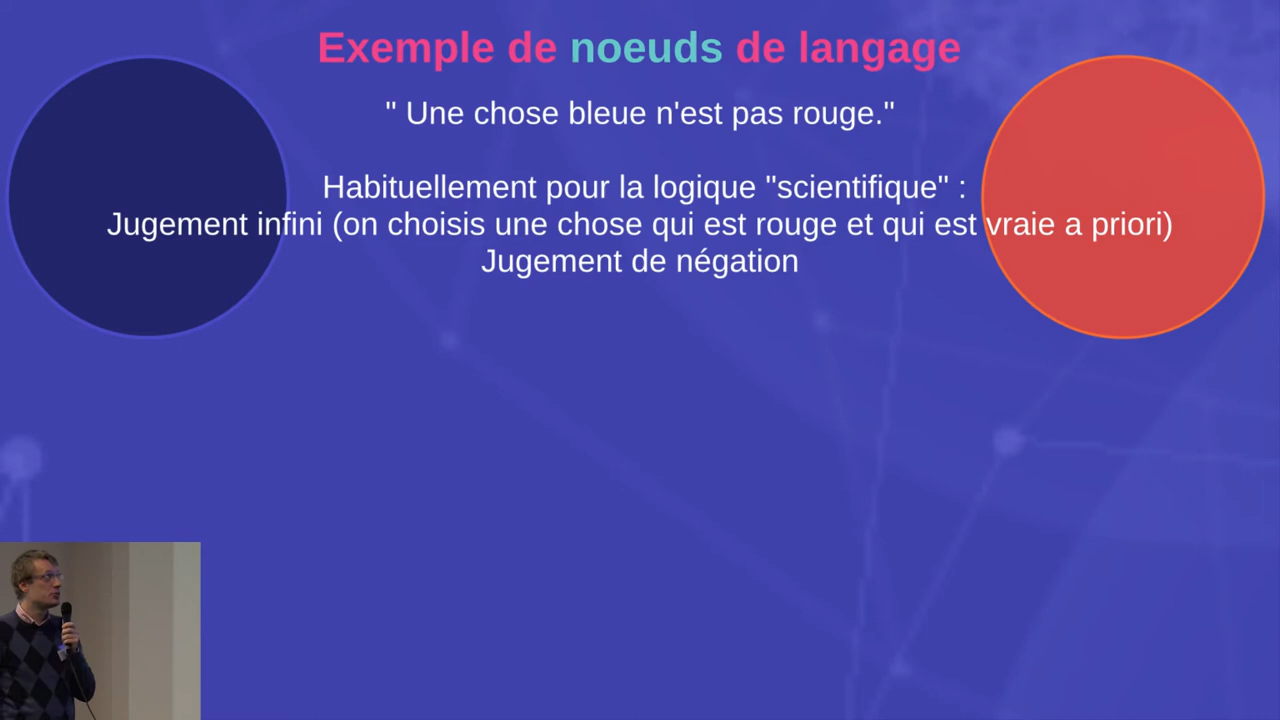 Exemple de noeuds de langage
" Une chose bleue n'est pas rouge."
Habituellement pour la logique "scientifique" :
Jugement infini (on choisis une chose qui est rouge et qui est vraie a priori)
Jugement de négation